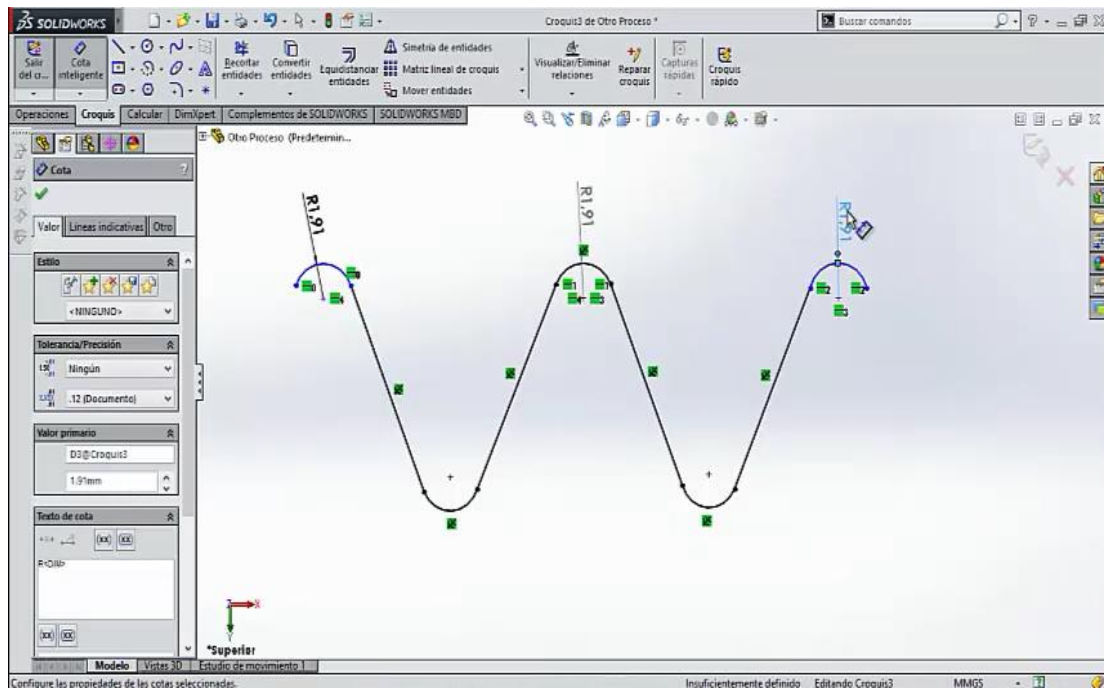 SOLIDWORKS
Croquis3 de Otro Proceso *
Buscar comandos
Salir del cr...
Cota inteligente
Recortar entidades
Convertir entidades
Equidistanciar entidades
Simetría de entidades
Matriz lineal de croquis
Mover entidades
Visualizar/Eliminar relaciones
Reparar croquis
Capturas rápidas
Croquis rápido
Operaciones Croquis Calcular DimXpert Complementos de SOLIDWORKS SOLIDWORKS MBD
Otro Proceso (Predetermin...
Cota ?
Valor Líneas indicativas Otro
Estilo
<NINGUNO>
Tolerancia/Precisión
Ningún
.12 (Documento)
Valor primario
D3@Croquis3
1.91mm
Texto de cota
R<DIM>
R1,91
R1,91
R1,91
X
Y
*Superior
Modelo Vistas 3D Estudio de movimiento 1
Configure las propiedades de las cotas seleccionadas.
Insuficientemente definido Editando Croquis3 MMGS